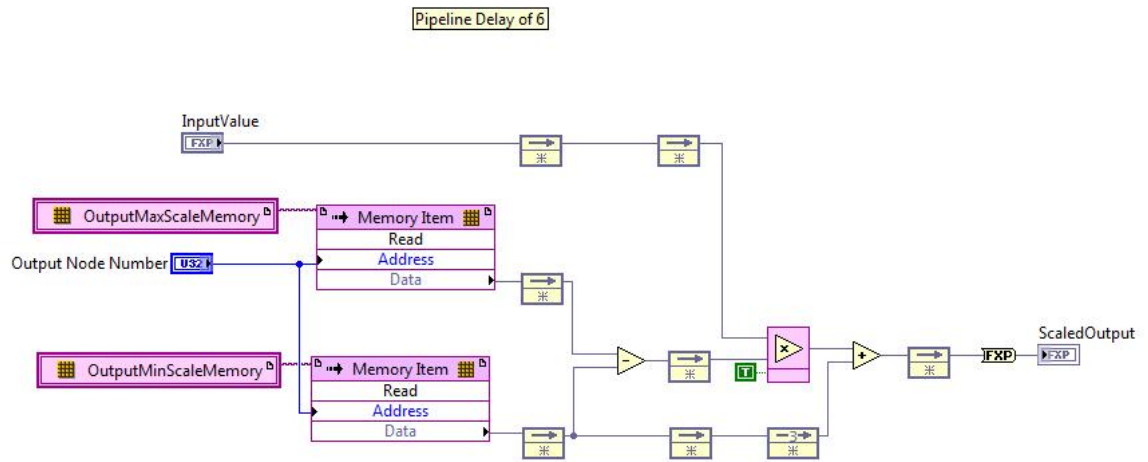 Pipeline Delay of 6
InputValue
FXP
OutputMaxScaleMemory
Memory Item
Read
Address
Data
Output Node Number
U32
OutputMinScaleMemory
Memory Item
Read
Address
Data
-
x
T
+
3
FXP
ScaledOutput
FXP